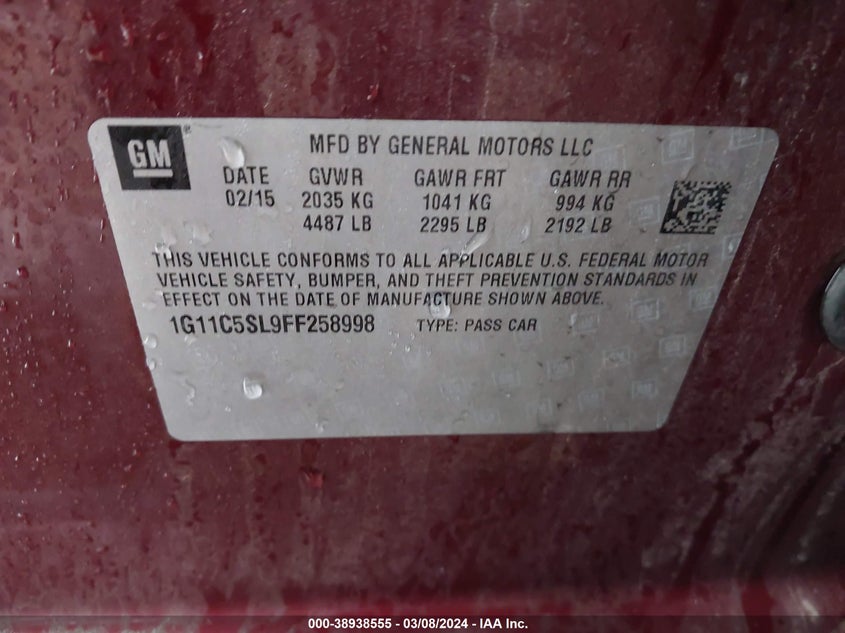 GM
MFD BY GENERAL MOTORS LLC
DATE GVWR GAWR FRT GAWR RR
02/15 2035 KG 1041 KG 994 KG
4487 LB 2295 LB 2192 LB
THIS VEHICLE CONFORMS TO ALL APPLICABLE U.S. FEDERAL MOTOR
VEHICLE SAFETY, BUMPER, AND THEFT PREVENTION STANDARDS IN
EFFECT ON THE DATE OF MANUFACTURE SHOWN ABOVE.
1G11C5SL9FF258998 TYPE: PASS CAR
000-38938555 - 03/08/2024 - IAA Inc.